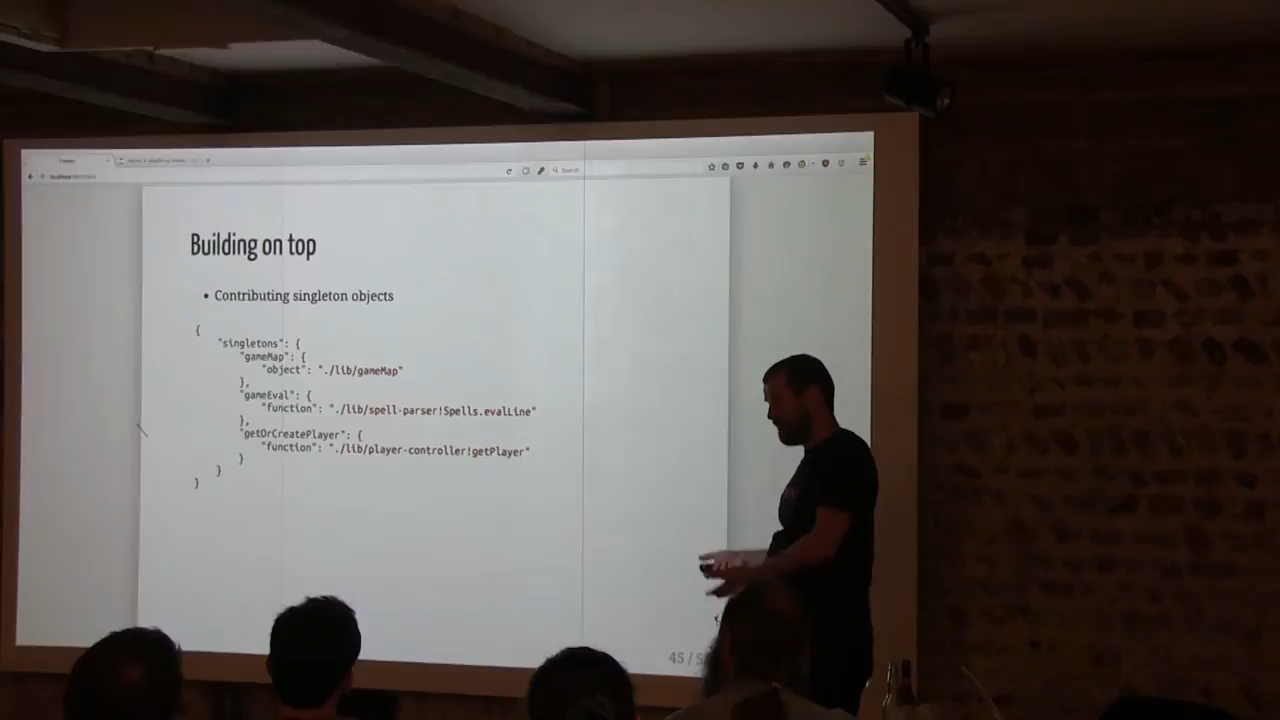 Search
Building on top
• Contributing singleton objects
{
"singletons": {
"gameMap": {
"object": "./lib/gameMap"
},
"gameEval": {
"function": "./lib/spell-parser!Spells.evalLine"
},
"getOrCreatePlayer": {
"function": "./lib/player-controller!getPlayer"
}
}
}
45 /